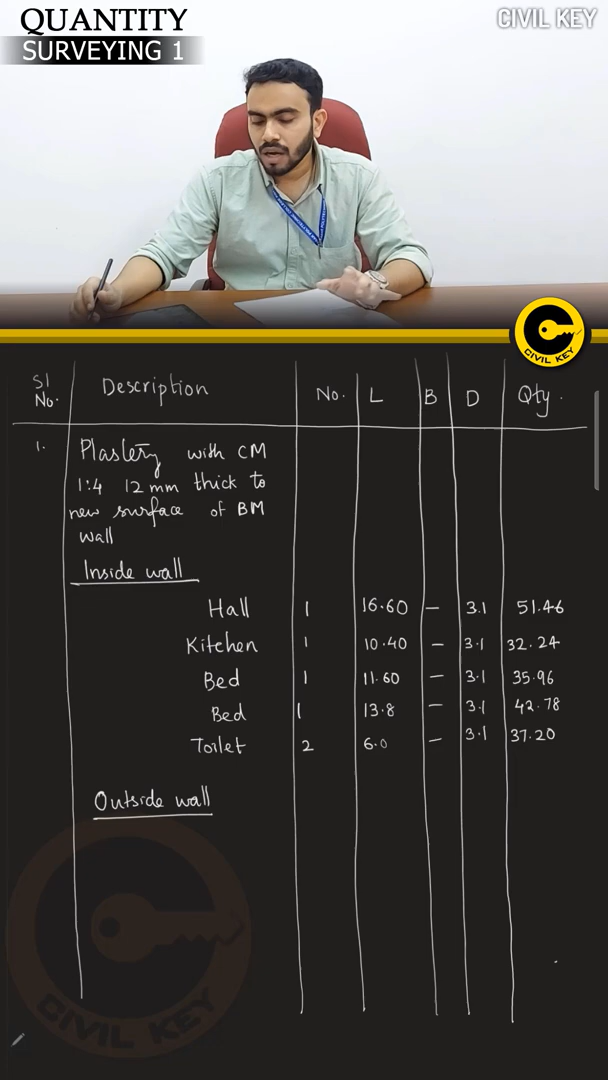 QUANTITY
SURVEYING 1
CIVIL KEY
CIVIL KEY
Sl No. Description No. L B D Qty.
1. Plastery with CM
1:4 12 mm thick to
new surface of BM
wall
Inside wall
Hall 1 16.60 – 3.1 51.46
Kitchen 1 10.40 – 3.1 32.24
Bed 1 11.60 – 3.1 35.96
Bed 1 13.8 – 3.1 42.78
Toilet 2 6.0 – 3.1 37.20
Outside wall
CIVIL KEY